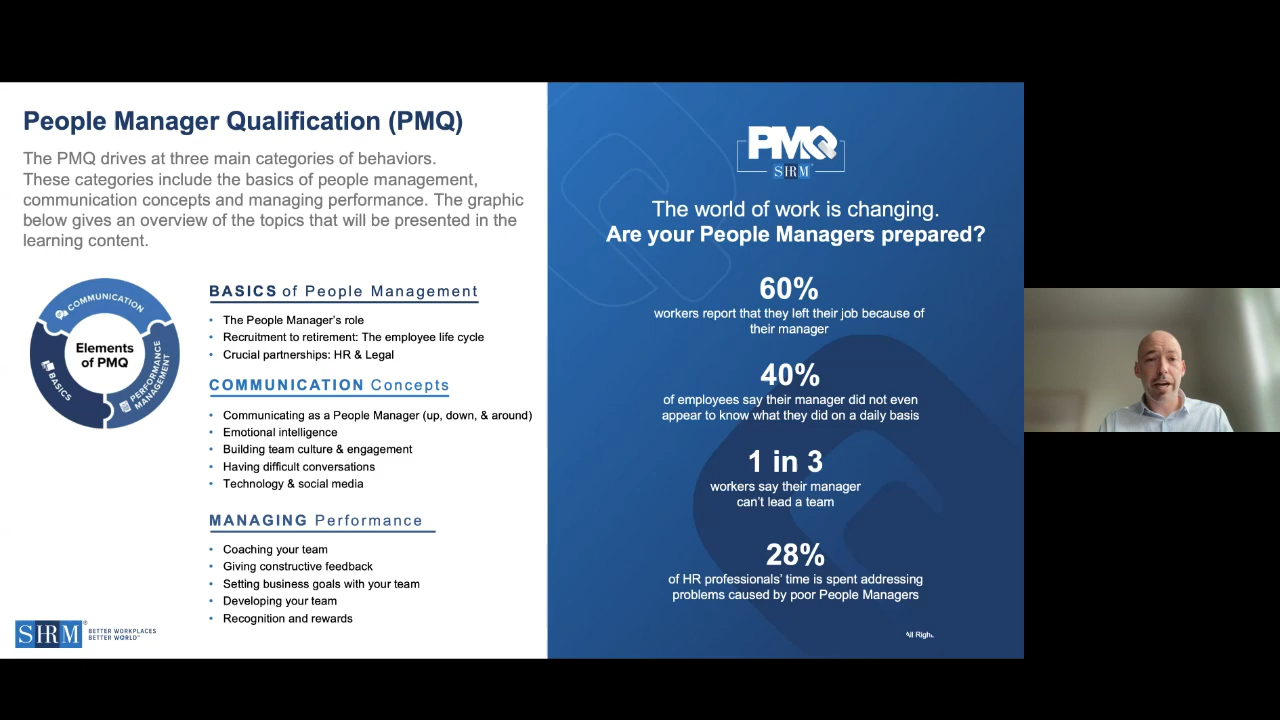 People Manager Qualification (PMQ)
The PMQ drives at three main categories of behaviors.
These categories include the basics of people management,
communication concepts and managing performance. The graphic
below gives an overview of the topics that will be presented in the
learning content.
COMMUNICATION
BASICS
PERFORMANCE
MANAGEMENT
Elements
of PMQ
BASICS of People Management
• The People Manager's role
• Recruitment to retirement: The employee life cycle
• Crucial partnerships: HR & Legal
COMMUNICATION Concepts
• Communicating as a People Manager (up, down, & around)
• Emotional intelligence
• Building team culture & engagement
• Having difficult conversations
• Technology & social media
MANAGING Performance
• Coaching your team
• Giving constructive feedback
• Setting business goals with your team
• Developing your team
• Recognition and rewards
SHRM®
BETTER WORKPLACES
BETTER WORLD™
PMQ
SHRM
The world of work is changing.
Are your People Managers prepared?
60%
workers report that they left their job because of
their manager
40%
of employees say their manager did not even
appear to know what they did on a daily basis
1 in 3
workers say their manager
can't lead a team
28%
of HR professionals' time is spent addressing
problems caused by poor People Managers
All Righ